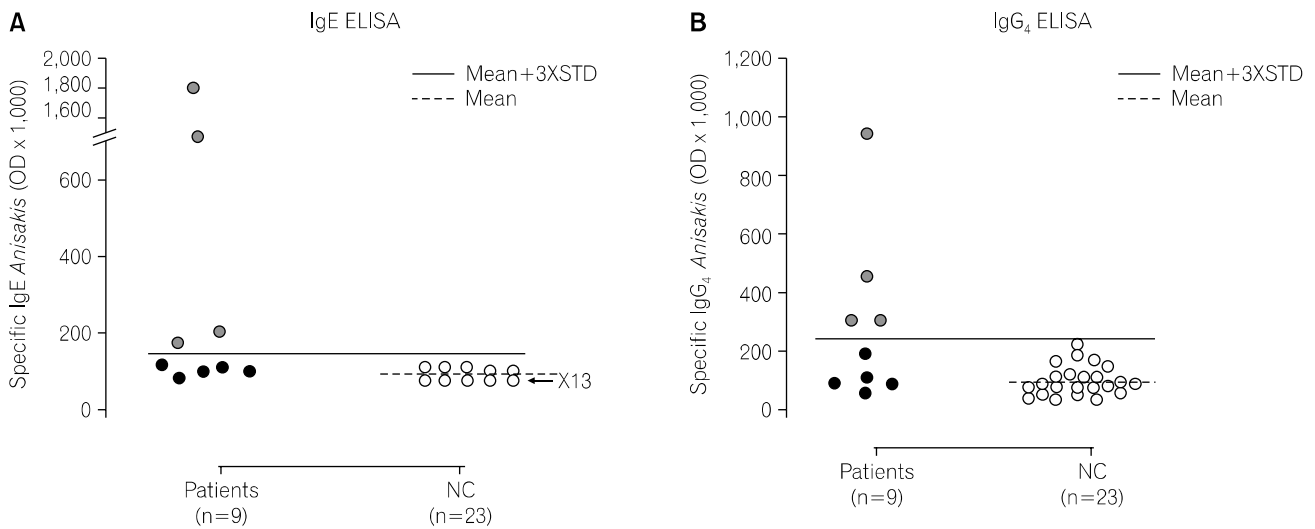 A
IgE ELISA
2,000
1,800
1,600
600
400
200
0
Specific IgE Anisakis (OD x 1,000)
Mean+3XSTD
Mean
X13
Patients
(n=9)
NC
(n=23)
B
IgG₄ ELISA
1,200
1,000
800
600
400
200
0
Specific IgG₄ Anisakis (OD x 1,000)
Mean+3XSTD
Mean
Patients
(n=9)
NC
(n=23)